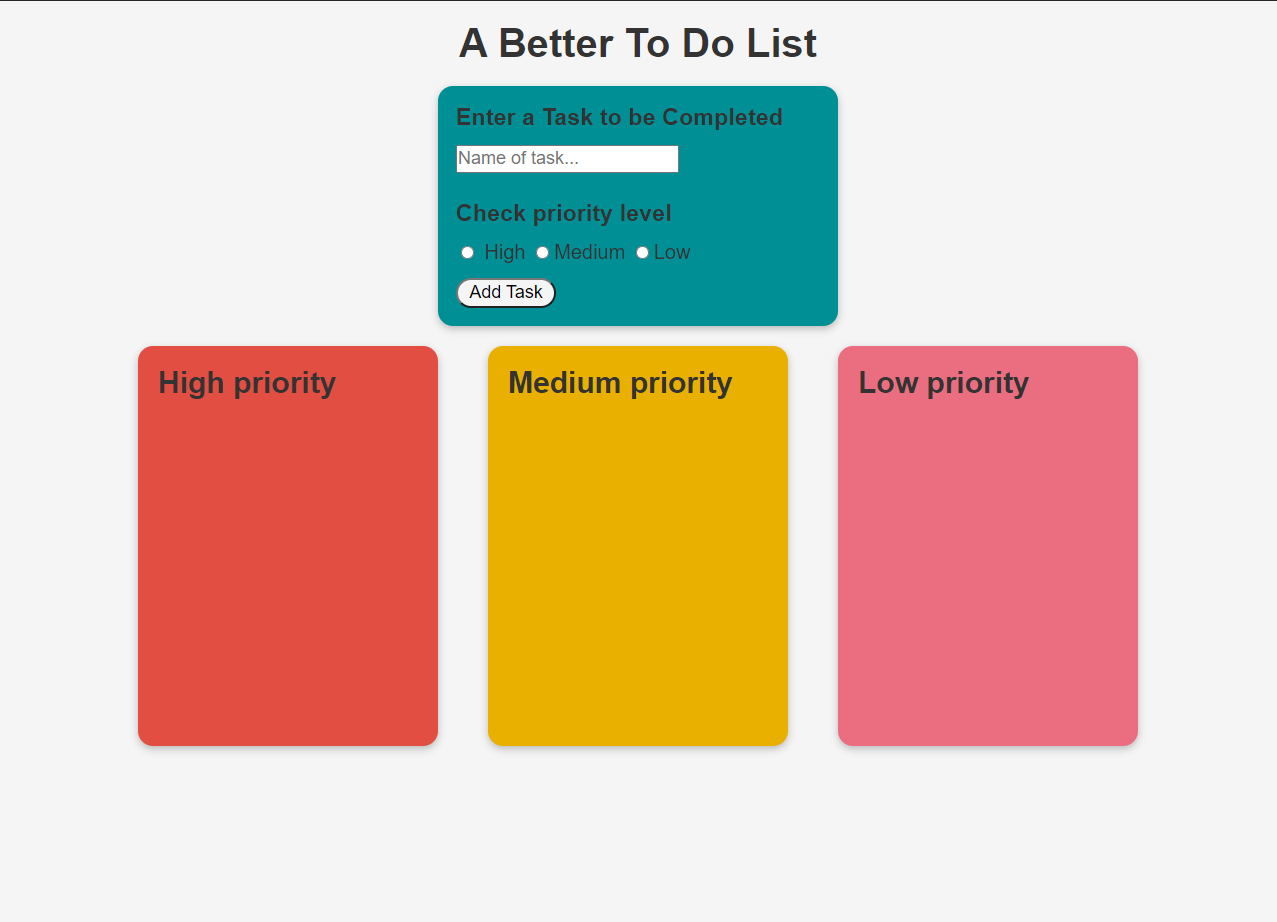 A Better To Do List
Enter a Task to be Completed
Name of task...
Check priority level
High Medium Low
Add Task
High priority Medium priority Low priority